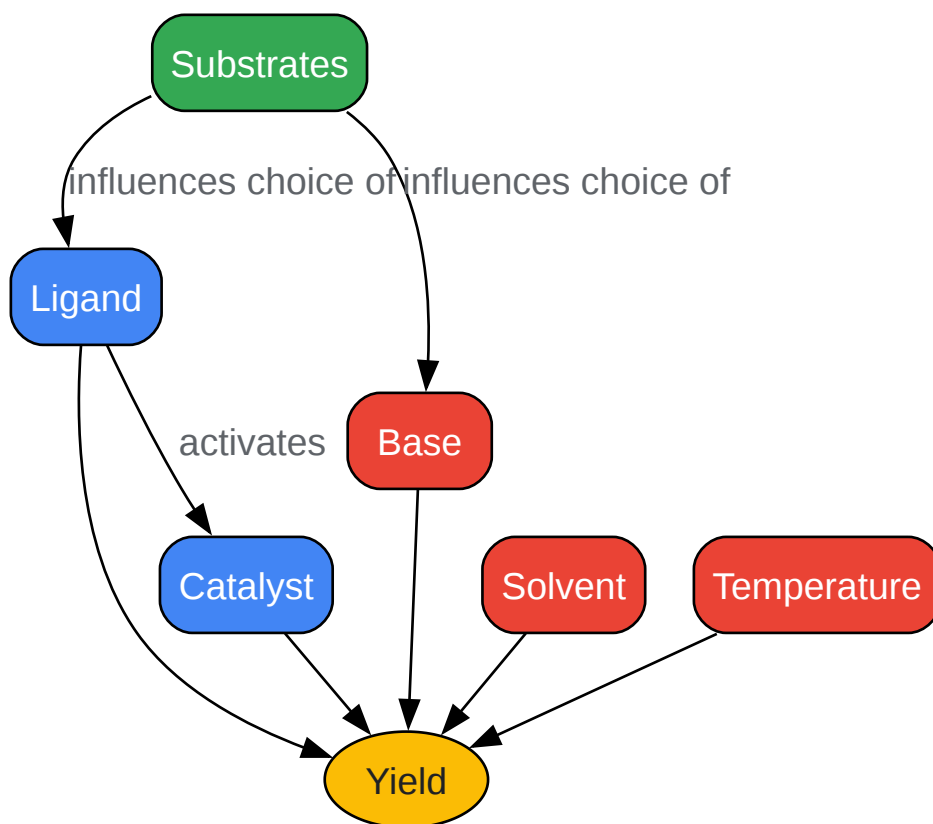 Substrates
influences choice of influences choice of
Ligand
activates
Base
Catalyst
Solvent
Temperature
Yield